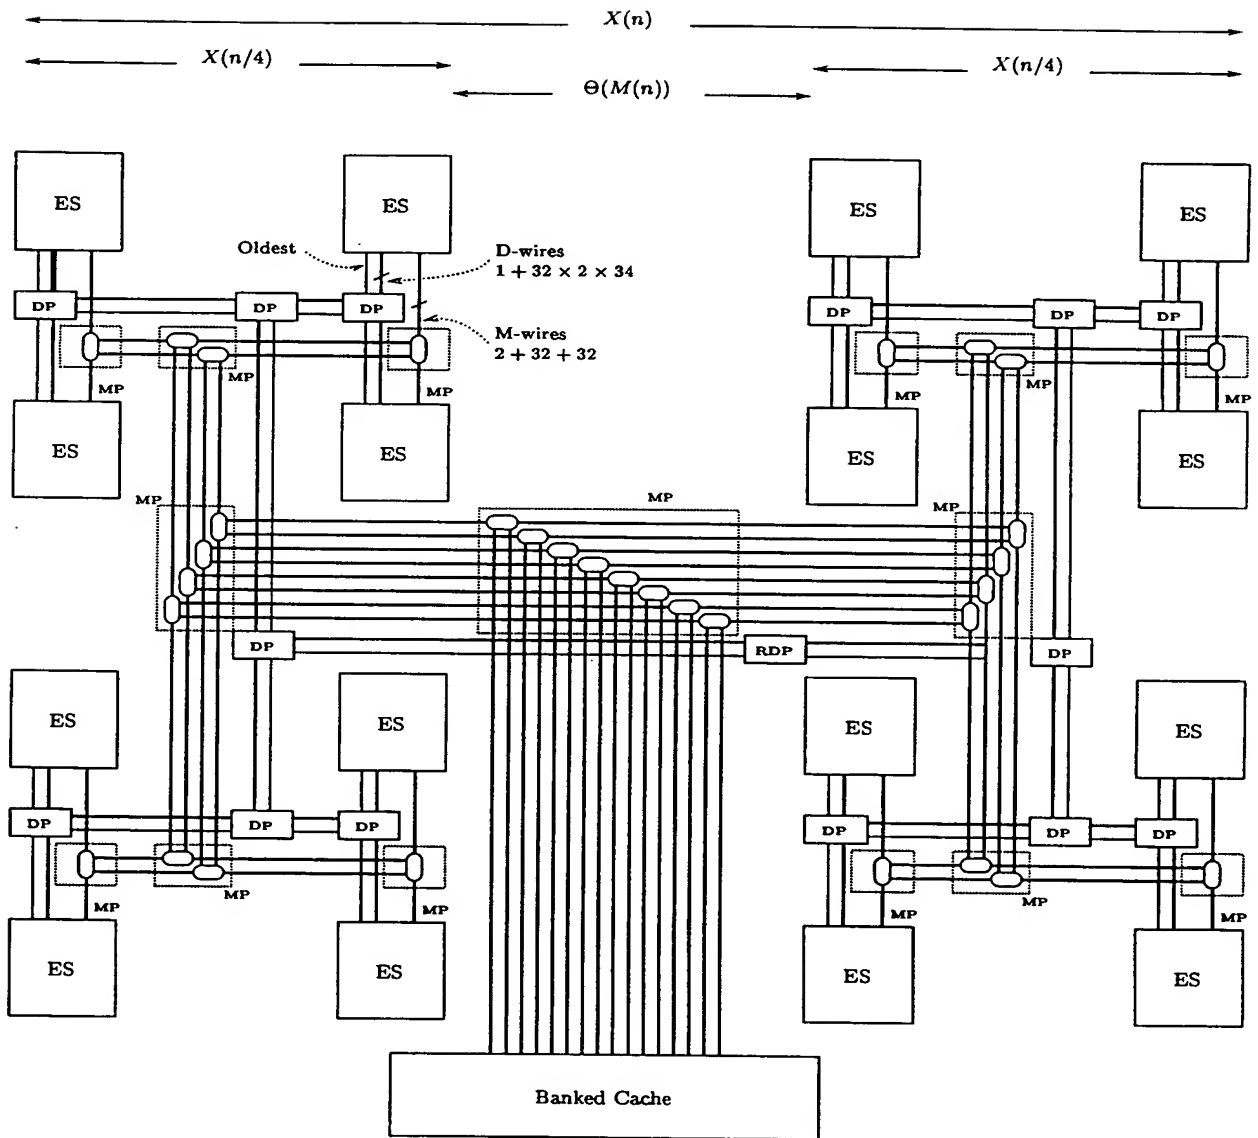 X(n)
X(n/4)
X(n/4)
Θ(M(n))
ES
ES
ES
ES
Oldest
D-wires
1 + 32 × 2 × 34
DP
DP
DP
DP
DP
DP
M-wires
2 + 32 + 32
MP
MP
MP
MP
MP
MP
ES
ES
ES
ES
MP
MP
MP
DP
RDP
DP
ES
ES
ES
ES
DP
DP
DP
DP
DP
DP
MP
MP
MP
MP
MP
MP
ES
ES
ES
ES
Banked Cache